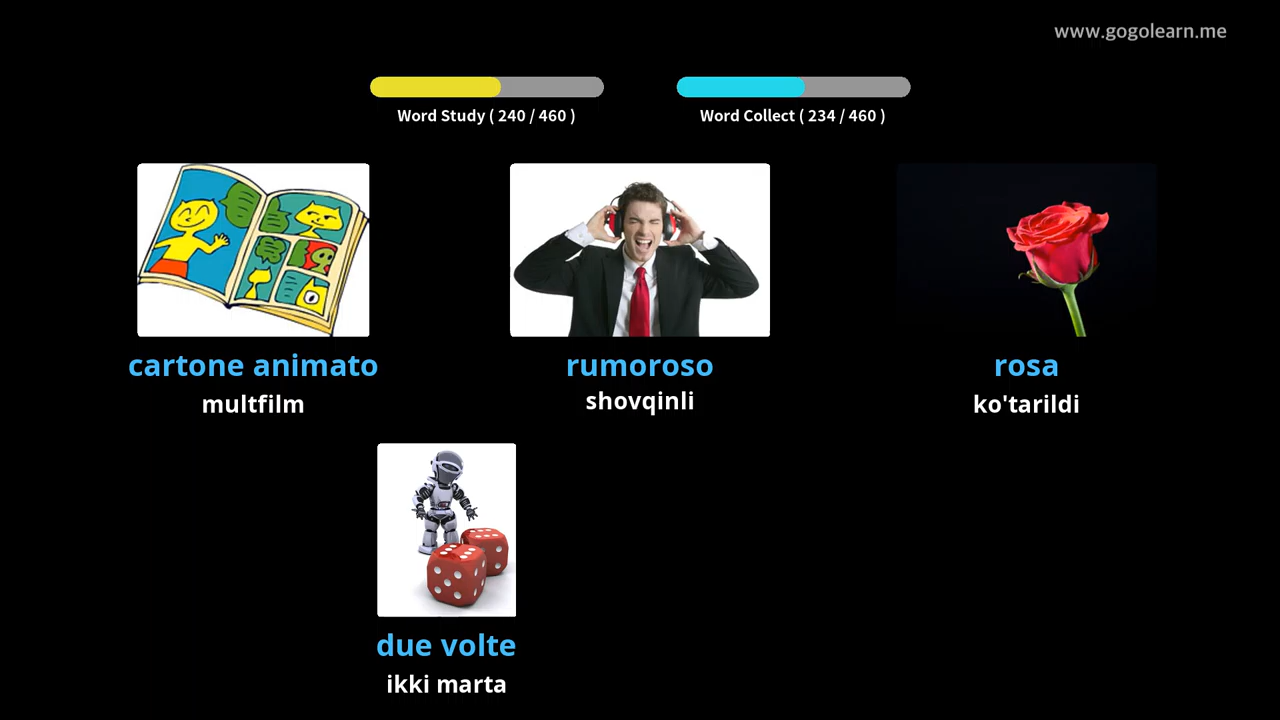 www.gogolearn.me
Word Study ( 240 / 460 )
Word Collect ( 234 / 460 )
cartone animato
multfilm
rumoroso
shovqinli
rosa
ko'tarildi
due volte
ikki marta